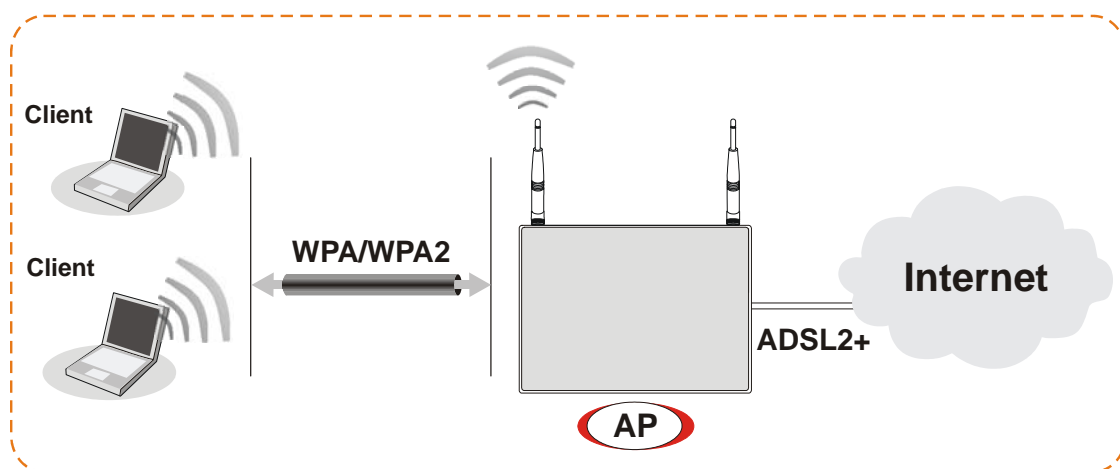 Client
Client
WPA/WPA2
Internet
ADSL2+
AP